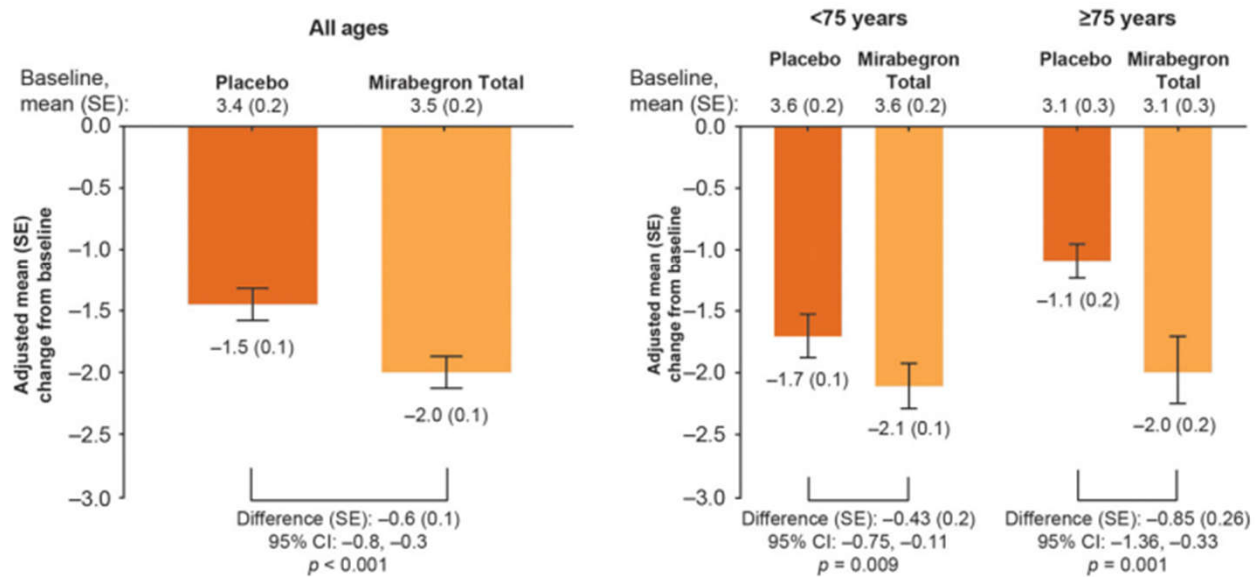 All ages
Baseline,
mean (SE):
Placebo
3.4 (0.2)
Mirabegron Total
3.5 (0.2)
Adjusted mean (SE)
change from baseline
0.0
–0.5
–1.0
–1.5
–2.0
–2.5
–3.0
–1.5 (0.1)
–2.0 (0.1)
Difference (SE): –0.6 (0.1)
95% CI: –0.8, –0.3
p < 0.001
<75 years
≥75 years
Baseline,
mean (SE):
Placebo
3.6 (0.2)
Mirabegron
Total
3.6 (0.2)
Placebo
3.1 (0.3)
Mirabegron
Total
3.1 (0.3)
Adjusted mean (SE)
change from baseline
0.0
–0.5
–1.0
–1.5
–2.0
–2.5
–3.0
–1.7 (0.1)
–2.1 (0.1)
–1.1 (0.2)
–2.0 (0.2)
Difference (SE): –0.43 (0.2)
95% CI: –0.75, –0.11
p = 0.009
Difference (SE): –0.85 (0.26)
95% CI: –1.36, –0.33
p = 0.001